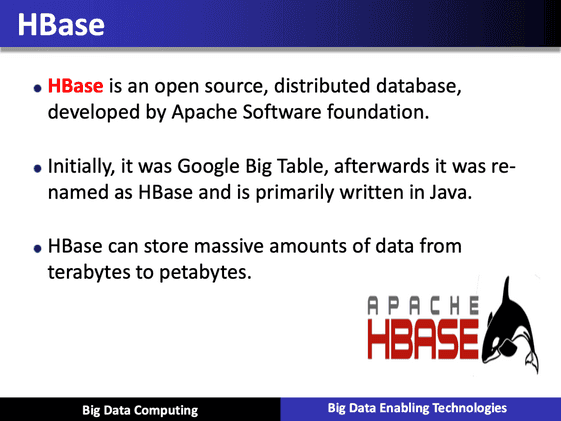 HBase
HBase is an open source, distributed database,
developed by Apache Software foundation.
Initially, it was Google Big Table, afterwards it was re-
named as HBase and is primarily written in Java.
HBase can store massive amounts of data from
terabytes to petabytes.
APACHE
HBASE
Big Data Computing
Big Data Enabling Technologies